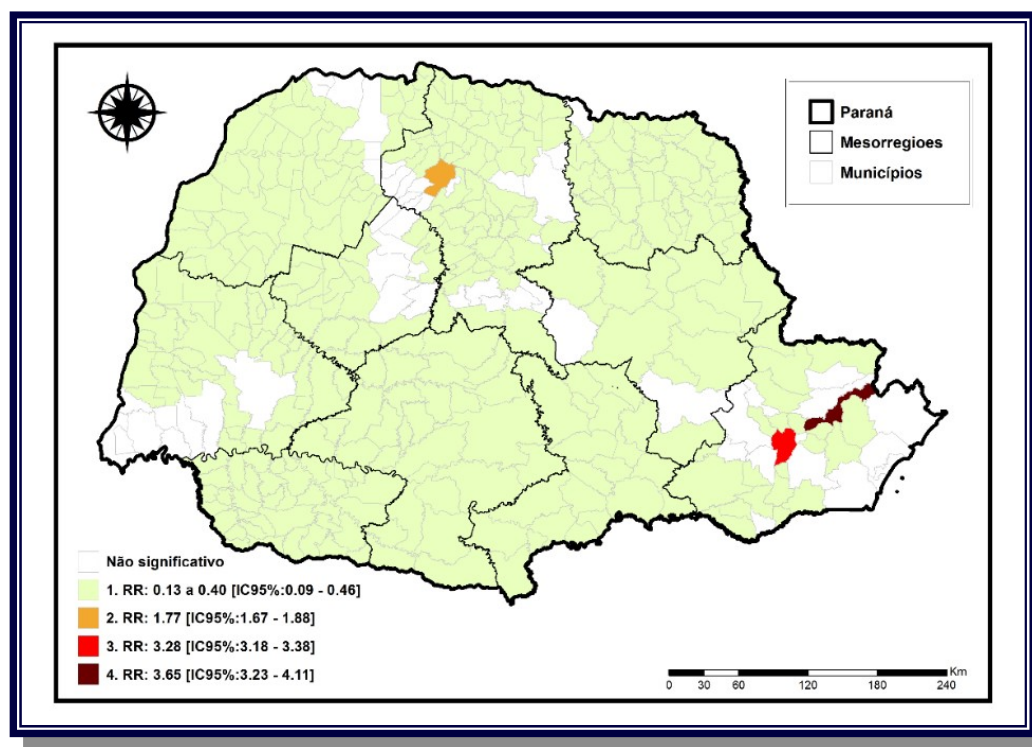 Paraná
Mesorregioes
Municípios
Não significativo
1. RR: 0.13 a 0.40 [IC95%:0.09 - 0.46]
2. RR: 1.77 [IC95%:1.67 - 1.88]
3. RR: 3.28 [IC95%:3.18 - 3.38]
4. RR: 3.65 [IC95%:3.23 - 4.11]
Km
0 30 60 120 180 240